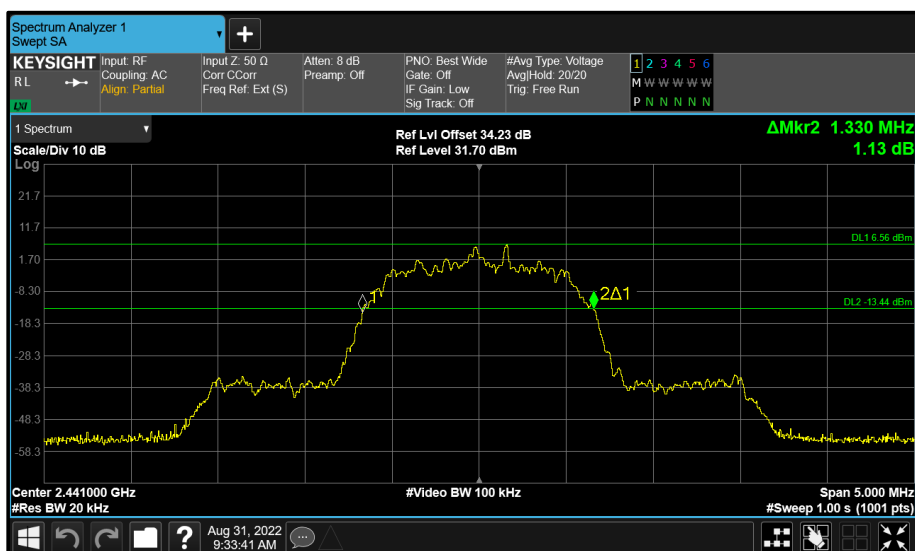 Spectrum Analyzer 1
Swept SA
KEYSIGHT
RL
LXI
Input: RF
Coupling: AC
Align: Partial
Input Z: 50 Ω
Corr CCorr
Freq Ref: Ext (S)
Atten: 8 dB
Preamp: Off
PNO: Best Wide
Gate: Off
IF Gain: Low
Sig Track: Off
#Avg Type: Voltage
Avg|Hold: 20/20
Trig: Free Run
1 2 3 4 5 6
M W W W W W
P N N N N N
1 Spectrum
Scale/Div 10 dB
Ref Lvl Offset 34.23 dB
Ref Level 31.70 dBm
ΔMkr2 1.330 MHz
1.13 dB
Log
21.7
11.7
1.70
-8.30
-18.3
-28.3
-38.3
-48.3
-58.3
DL1 6.56 dBm
1
2Δ1
DL2 -13.44 dBm
Center 2.441000 GHz
#Res BW 20 kHz
#Video BW 100 kHz
Span 5.000 MHz
#Sweep 1.00 s (1001 pts)
?
Aug 31, 2022
9:33:41 AM